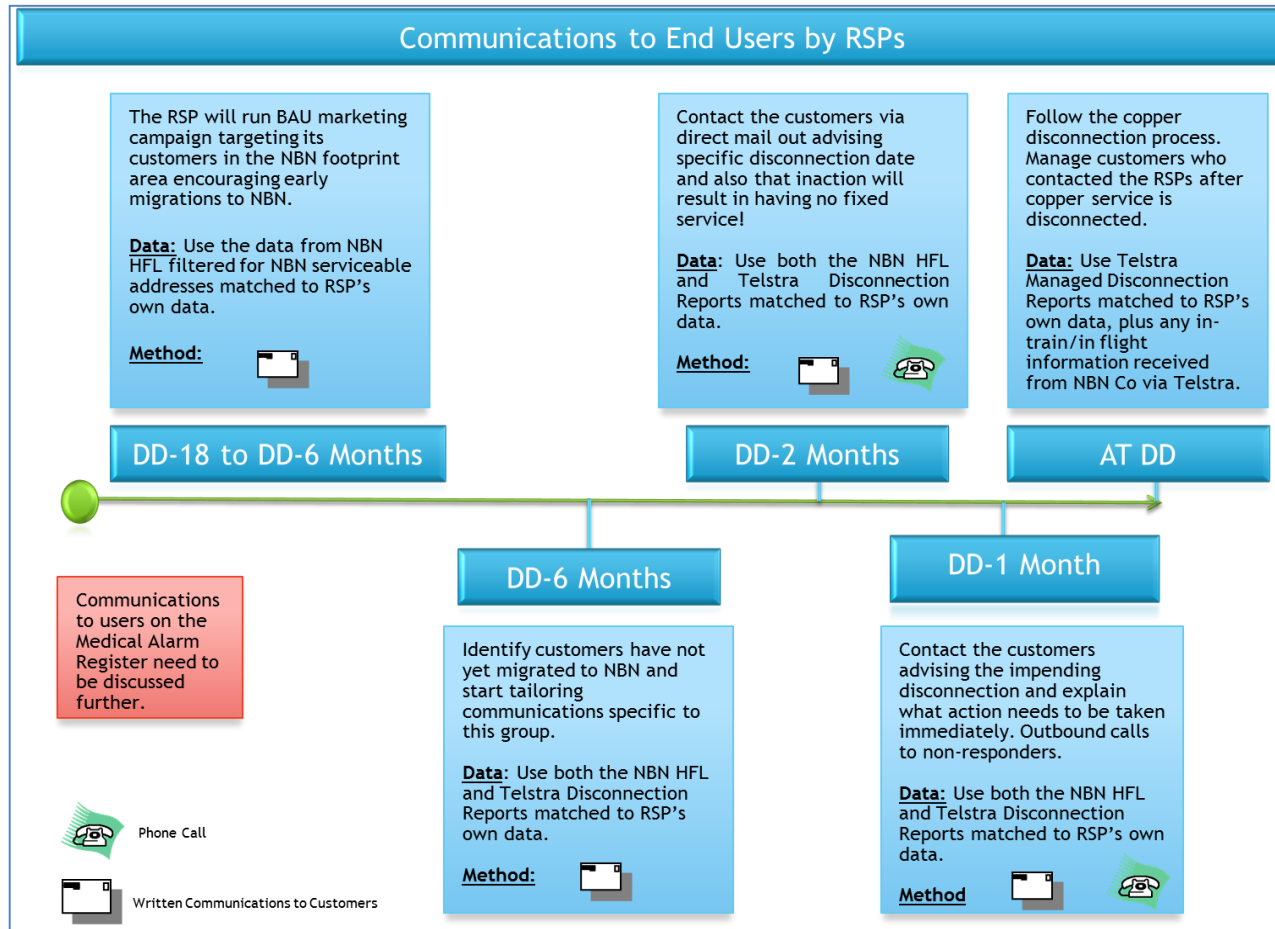 Communications to End Users by RSPs
The RSP will run BAU marketing
campaign targeting its
customers in the NBN footprint
area encouraging early
migrations to NBN.
Data: Use the data from NBN
HFL filtered for NBN serviceable
addresses matched to RSP's
own data.
Method:
Contact the customers via
direct mail out advising
specific disconnection date
and also that inaction will
result in having no fixed
service!
Data: Use both the NBN HFL
and Telstra Disconnection
Reports matched to RSP's own
data.
Method:
Follow the copper
disconnection process.
Manage customers who
contacted the RSPs after
copper service is
disconnected.
Data: Use Telstra
Managed Disconnection
Reports matched to RSP's
own data, plus any in-
train/in flight
information received
from NBN Co via Telstra.
DD-18 to DD-6 Months
DD-2 Months
AT DD
DD-6 Months
DD-1 Month
Communications
to users on the
Medical Alarm
Register need to
be discussed
further.
Identify customers have not
yet migrated to NBN and
start tailoring
communications specific to
this group.
Data: Use both the NBN HFL
and Telstra Disconnection
Reports matched to RSP's
own data.
Method:
Contact the customers
advising the impending
disconnection and explain
what action needs to be taken
immediately. Outbound calls
to non-responders.
Data: Use both the NBN HFL
and Telstra Disconnection
Reports matched to RSP's own
data.
Method
Phone Call
Written Communications to Customers